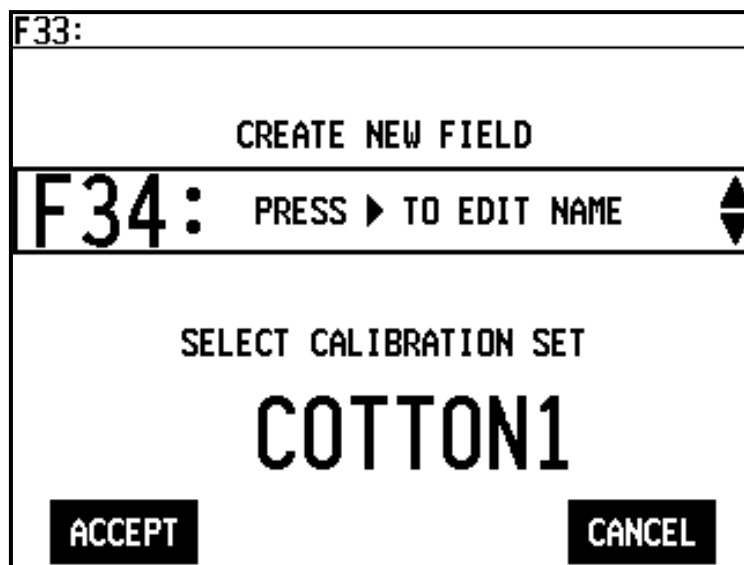 F33:
CREATE NEW FIELD
F34: PRESS ▶ TO EDIT NAME
SELECT CALIBRATION SET
COTTON1
ACCEPT CANCEL